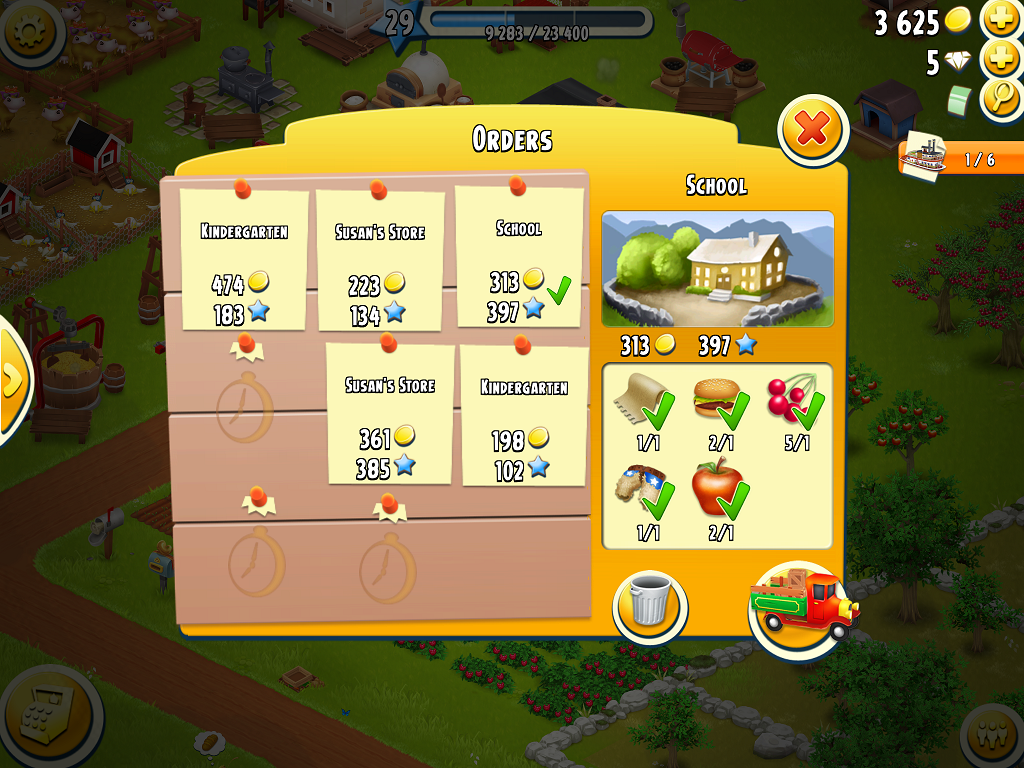 29
9 283 / 23 400
3 625
5
1 / 6
Orders
Kindergarten
474
183
Susan's Store
223
134
School
313
397
Susan's Store
361
385
Kindergarten
198
102
School
313 397
1/1 2/1 5/1
1/1 2/1